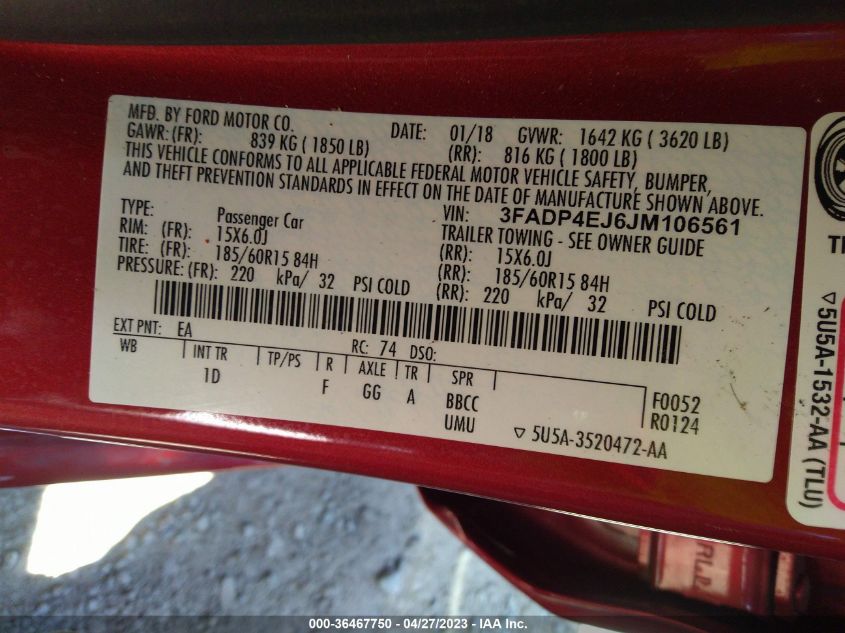 MFD. BY FORD MOTOR CO.
DATE: 01/18 GVWR: 1642 KG ( 3620 LB)
GAWR: (FR): 839 KG ( 1850 LB) (RR): 816 KG ( 1800 LB)
THIS VEHICLE CONFORMS TO ALL APPLICABLE FEDERAL MOTOR VEHICLE SAFETY, BUMPER,
AND THEFT PREVENTION STANDARDS IN EFFECT ON THE DATE OF MANUFACTURE SHOWN ABOVE.
VIN: 3FADP4EJ6JM106561
TYPE: Passenger Car TRAILER TOWING - SEE OWNER GUIDE
RIM: (FR): 15X6.0J (RR): 15X6.0J
TIRE: (FR): 185/60R15 84H (RR): 185/60R15 84H
PRESSURE: (FR): 220 kPa/ 32 PSI COLD (RR): 220 kPa/ 32 PSI COLD
EXT PNT: EA RC: 74 DSO:
WB INT TR TP/PS R AXLE TR SPR
1D F GG A BBCC F0052
UMU R0124
▽ 5U5A-3520472-AA
▽ 5U5A-1532-AA (TLU)
000-36467750 - 04/27/2023 - IAA Inc.